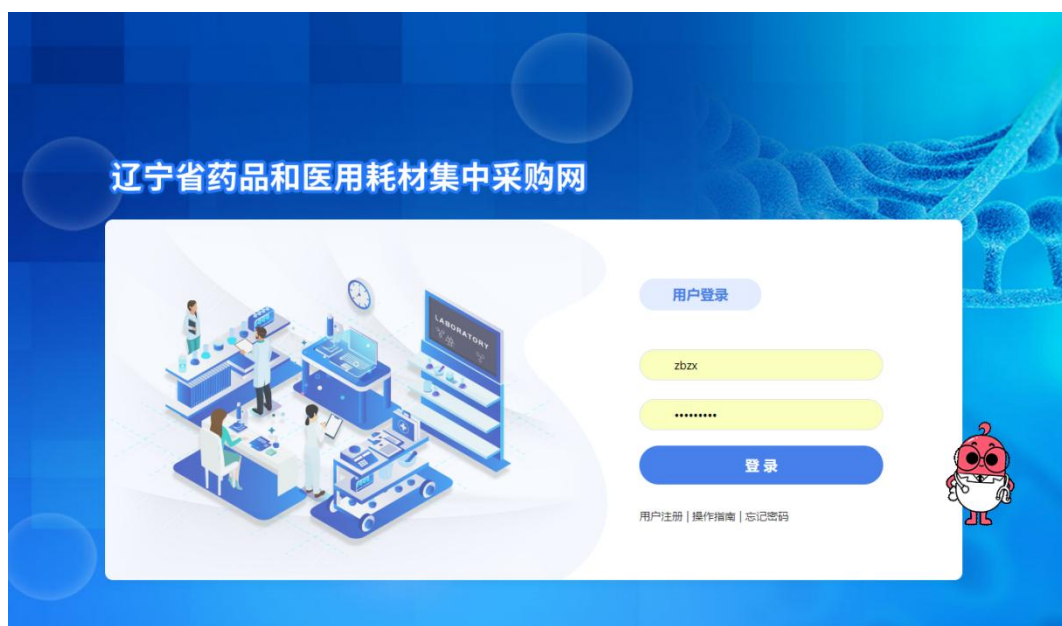 辽宁省药品和医用耗材集中采购网
用户登录
LABORATORY
zbzx
•••••••••
登 录
用户注册 | 操作指南 | 忘记密码